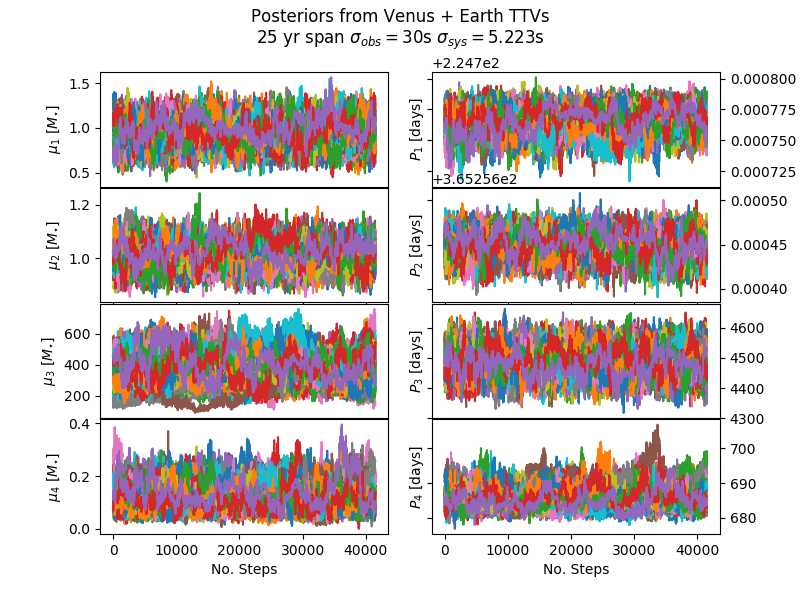 Posteriors from Venus + Earth TTVs
25 yr span σ_obs = 30s σ_sys = 5.223s
+2.247e2
1.5
1.0
0.5
μ₁ [M⋆]
P₁ [days]
0.000800
0.000775
0.000750
0.000725
+3.65256e2
1.2
1.0
μ₂ [M⋆]
P₂ [days]
0.00050
0.00045
0.00040
600
400
200
μ₃ [M⋆]
P₃ [days]
4600
4500
4400
4300
0.4
0.2
0.0
μ₄ [M⋆]
P₄ [days]
700
690
680
0 10000 20000 30000 40000
0 10000 20000 30000 40000
No. Steps
No. Steps